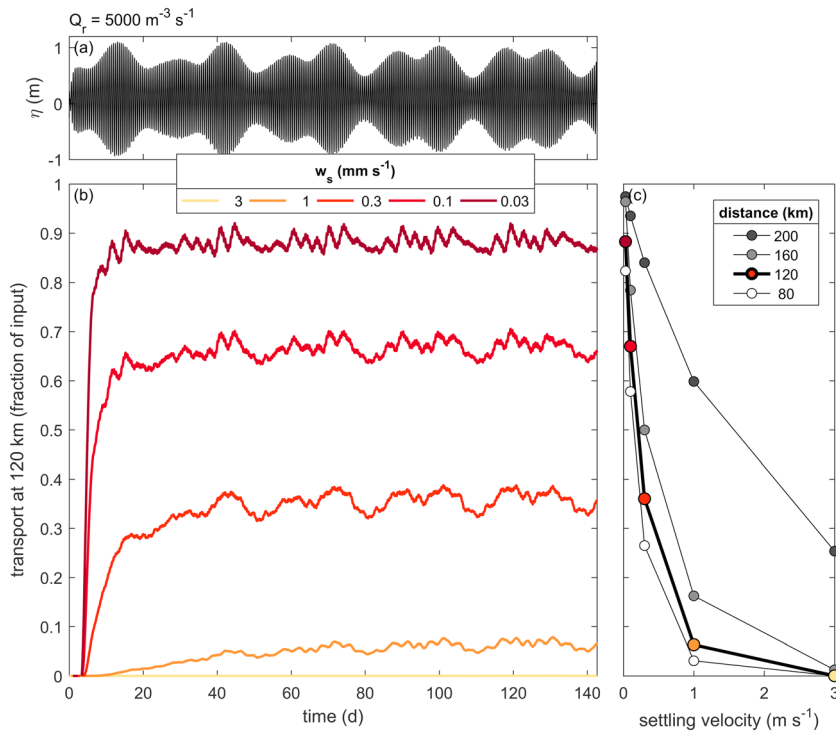 Q_r = 5000 m⁻³ s⁻¹
(a)
1
0
-1
η (m)
w_s (mm s⁻¹)
3 1 0.3 0.1 0.03
(b)
1
0.9
0.8
0.7
0.6
0.5
0.4
0.3
0.2
0.1
0
transport at 120 km (fraction of input)
0 20 40 60 80 100 120 140
time (d)
(c)
distance (km)
200
160
120
80
0 1 2 3
settling velocity (m s⁻¹)